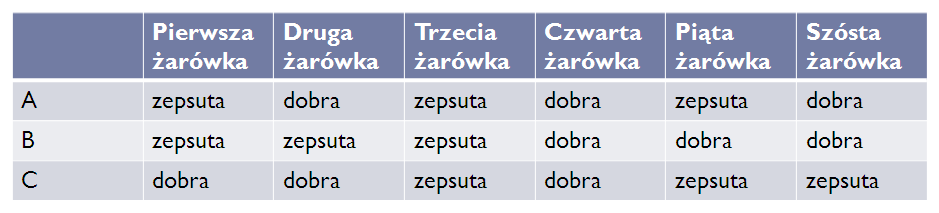 Pierwsza żarówka Druga żarówka Trzecia żarówka Czwarta żarówka Piąta żarówka Szósta żarówka
A zepsuta dobra zepsuta dobra zepsuta dobra
B zepsuta zepsuta zepsuta dobra dobra dobra
C dobra dobra zepsuta dobra zepsuta zepsuta